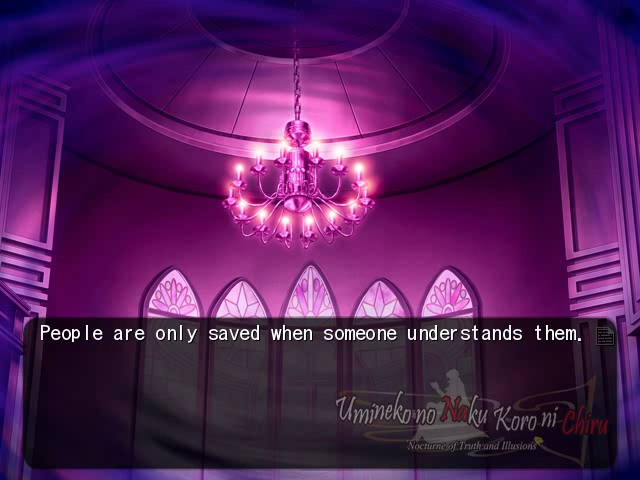 People are only saved when someone understands them.
Umineko no Naku Koro ni Chiru
Nocturne of Truth and Illusions